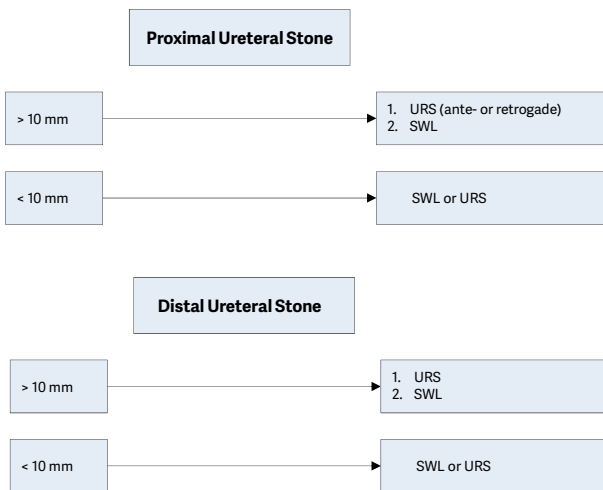 Proximal Ureteral Stone
> 10 mm
1. URS (ante- or retrogade)
2. SWL
< 10 mm
SWL or URS
Distal Ureteral Stone
> 10 mm
1. URS
2. SWL
< 10 mm
SWL or URS